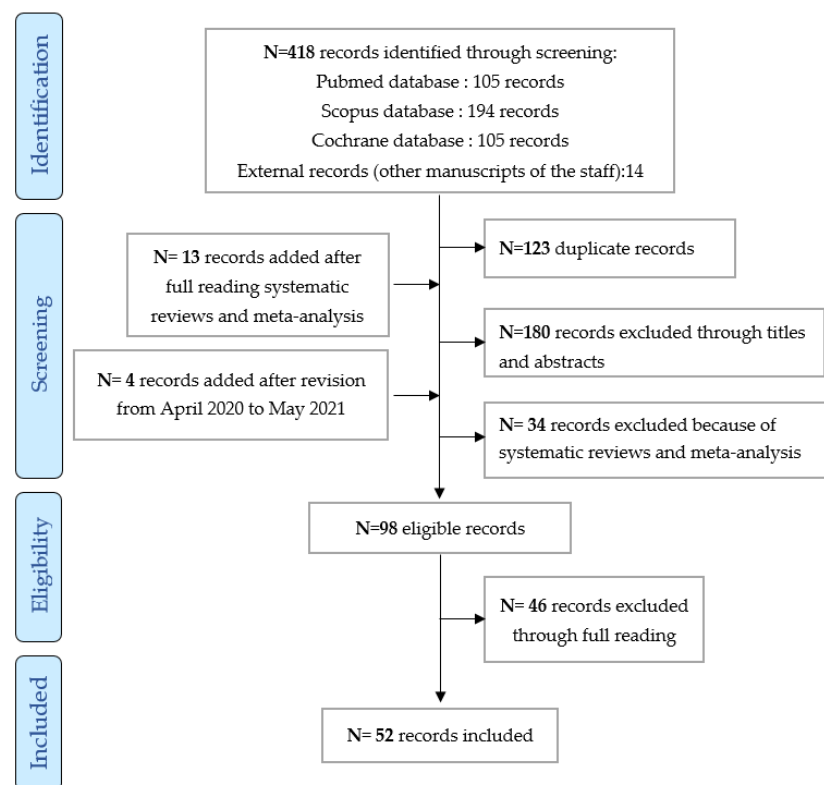 Identification
N=418 records identified through screening:
Pubmed database : 105 records
Scopus database : 194 records
Cochrane database : 105 records
External records (other manuscripts of the staff):14
Screening
N=123 duplicate records
N= 13 records added after
full reading systematic
reviews and meta-analysis
N=180 records excluded through titles
and abstracts
N= 4 records added after revision
from April 2020 to May 2021
N= 34 records excluded because of
systematic reviews and meta-analysis
Eligibility
N=98 eligible records
N= 46 records excluded
through full reading
Included
N= 52 records included